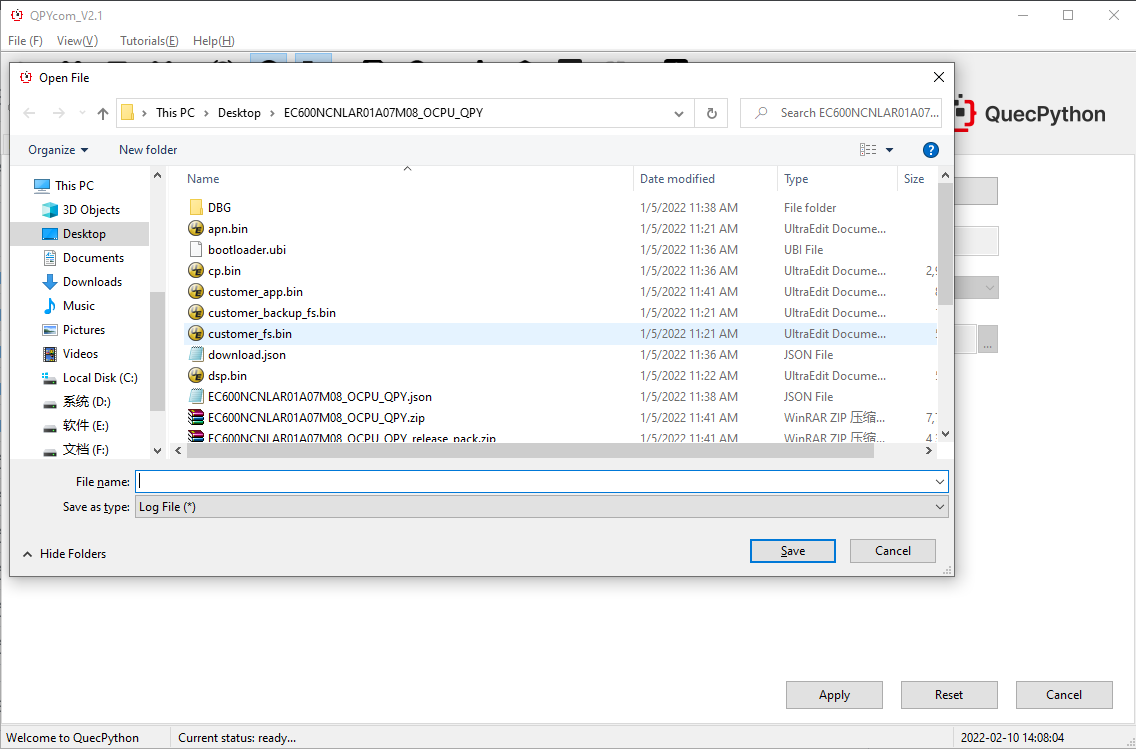 QPYcom_V2.1
File (F) View(V) Tutorials(E) Help(H)
Open File
This PC > Desktop > EC600NCNLAR01A07M08_OCPU_QPY
Search EC600NCNLAR01A07...
QuecPython
Organize New folder
Name Date modified Type Size
This PC
3D Objects
Desktop
Documents
Downloads
Music
Pictures
Videos
Local Disk (C:)
系统 (D:)
软件 (E:)
文档 (F:)
DBG 1/5/2022 11:38 AM File folder
apn.bin 1/5/2022 11:21 AM UltraEdit Docume...
bootloader.ubi 1/5/2022 11:36 AM UBI File
cp.bin 1/5/2022 11:36 AM UltraEdit Docume... 2,
customer_app.bin 1/5/2022 11:41 AM UltraEdit Docume...
customer_backup_fs.bin 1/5/2022 11:21 AM UltraEdit Docume...
customer_fs.bin 1/5/2022 11:21 AM UltraEdit Docume...
download.json 1/5/2022 11:36 AM JSON File
dsp.bin 1/5/2022 11:22 AM UltraEdit Docume...
EC600NCNLAR01A07M08_OCPU_QPY.json 1/5/2022 11:38 AM JSON File
EC600NCNLAR01A07M08_OCPU_QPY.zip 1/5/2022 11:41 AM WinRAR ZIP 压缩... 7,
EC600NCNLAR01A07M08_OCPU_QPY_release_pack.zip 1/5/2022 11:41 AM WinRAR ZIP 压缩... 4
...
File name:
Save as type: Log File (*)
Hide Folders
Save Cancel
Apply Reset Cancel
Welcome to QuecPython Current status: ready... 2022-02-10 14:08:04